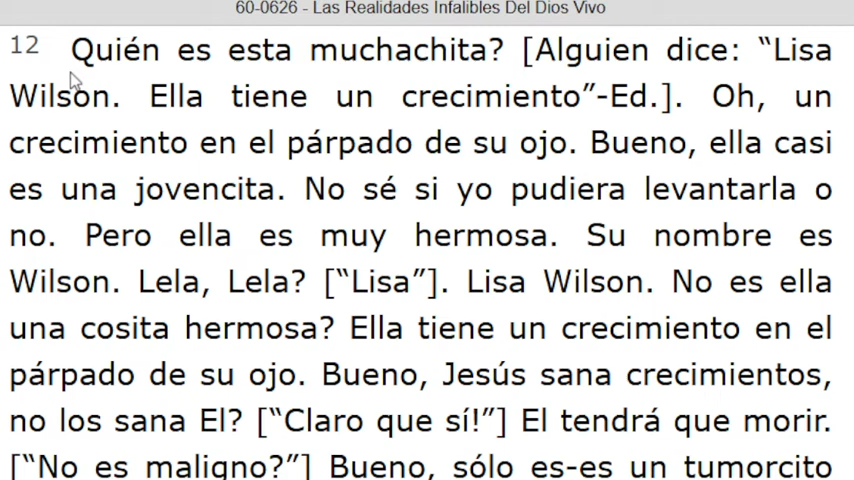 60-0626 - Las Realidades Infalibles Del Dios Vivo
12 Quién es esta muchachita? [Alguien dice: “Lisa
Wilson. Ella tiene un crecimiento”-Ed.]. Oh, un
crecimiento en el párpado de su ojo. Bueno, ella casi
es una jovencita. No sé si yo pudiera levantarla o
no. Pero ella es muy hermosa. Su nombre es
Wilson. Lela, Lela? [“Lisa”]. Lisa Wilson. No es ella
una cosita hermosa? Ella tiene un crecimiento en el
párpado de su ojo. Bueno, Jesús sana crecimientos,
no los sana El? [“Claro que sí!”] El tendrá que morir.
[“No es maligno?”] Bueno, sólo es-es un tumorcito